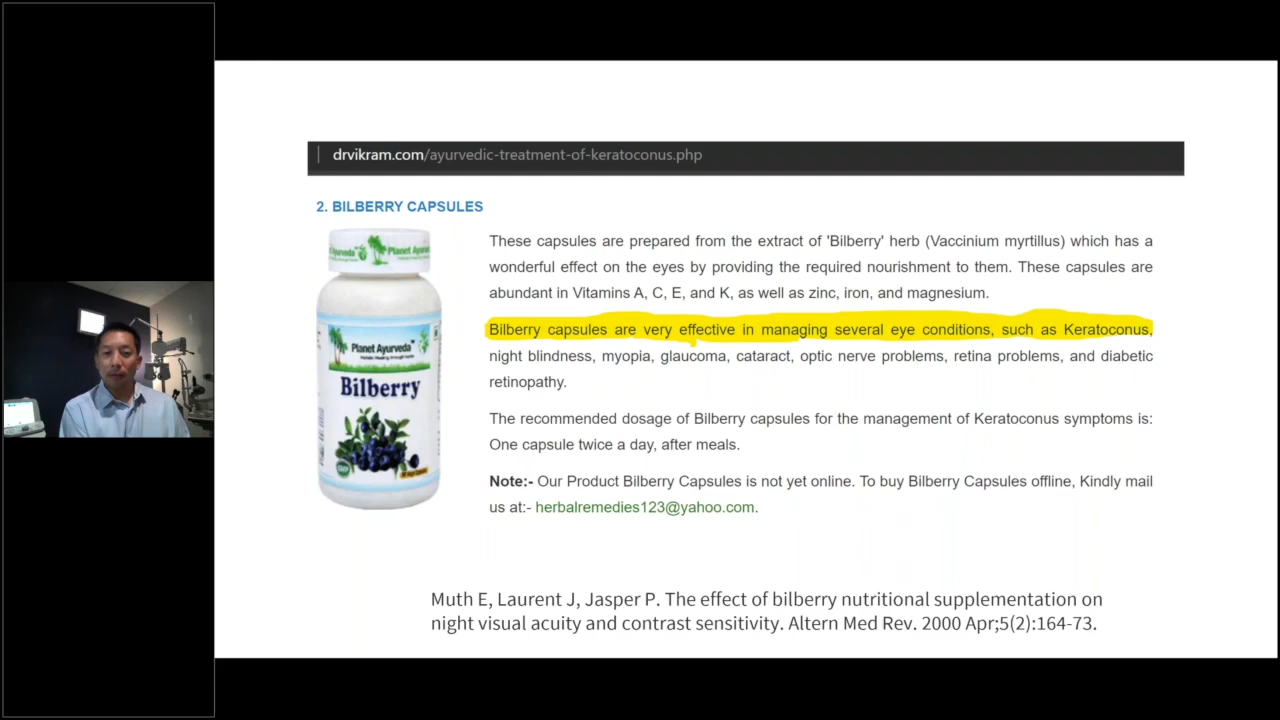 drvikram.com/ayurvedic-treatment-of-keratoconus.php
2. BILBERRY CAPSULES
Planet Ayurveda
Holistic Healing through herbs
Bilberry
These capsules are prepared from the extract of 'Bilberry' herb (Vaccinium myrtillus) which has a
wonderful effect on the eyes by providing the required nourishment to them. These capsules are
abundant in Vitamins A, C, E, and K, as well as zinc, iron, and magnesium.
Bilberry capsules are very effective in managing several eye conditions, such as Keratoconus,
night blindness, myopia, glaucoma, cataract, optic nerve problems, retina problems, and diabetic
retinopathy.
The recommended dosage of Bilberry capsules for the management of Keratoconus symptoms is:
One capsule twice a day, after meals.
Note:- Our Product Bilberry Capsules is not yet online. To buy Bilberry Capsules offline, Kindly mail
us at:- herbalremedies123@yahoo.com.
Muth E, Laurent J, Jasper P. The effect of bilberry nutritional supplementation on
night visual acuity and contrast sensitivity. Altern Med Rev. 2000 Apr;5(2):164-73.